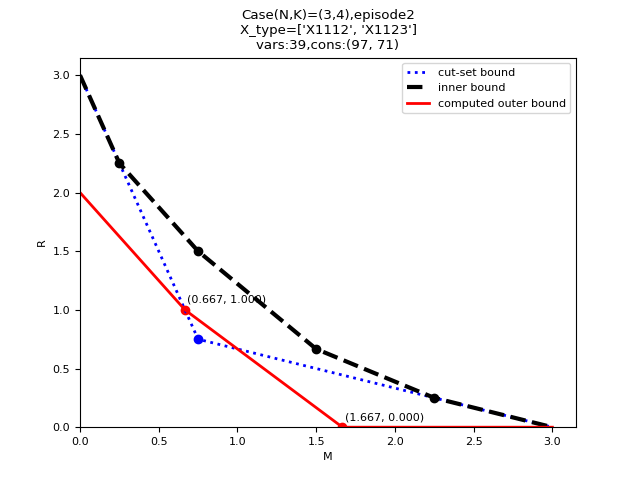 Case(N,K)=(3,4),episode2
X_type=['X1112', 'X1123']
vars:39,cons:(97, 71)
cut-set bound
inner bound
computed outer bound
3.0
2.5
2.0
1.5
1.0
0.5
0.0
R
(0.667, 1.000)
(1.667, 0.000)
0.0 0.5 1.0 1.5 2.0 2.5 3.0
M